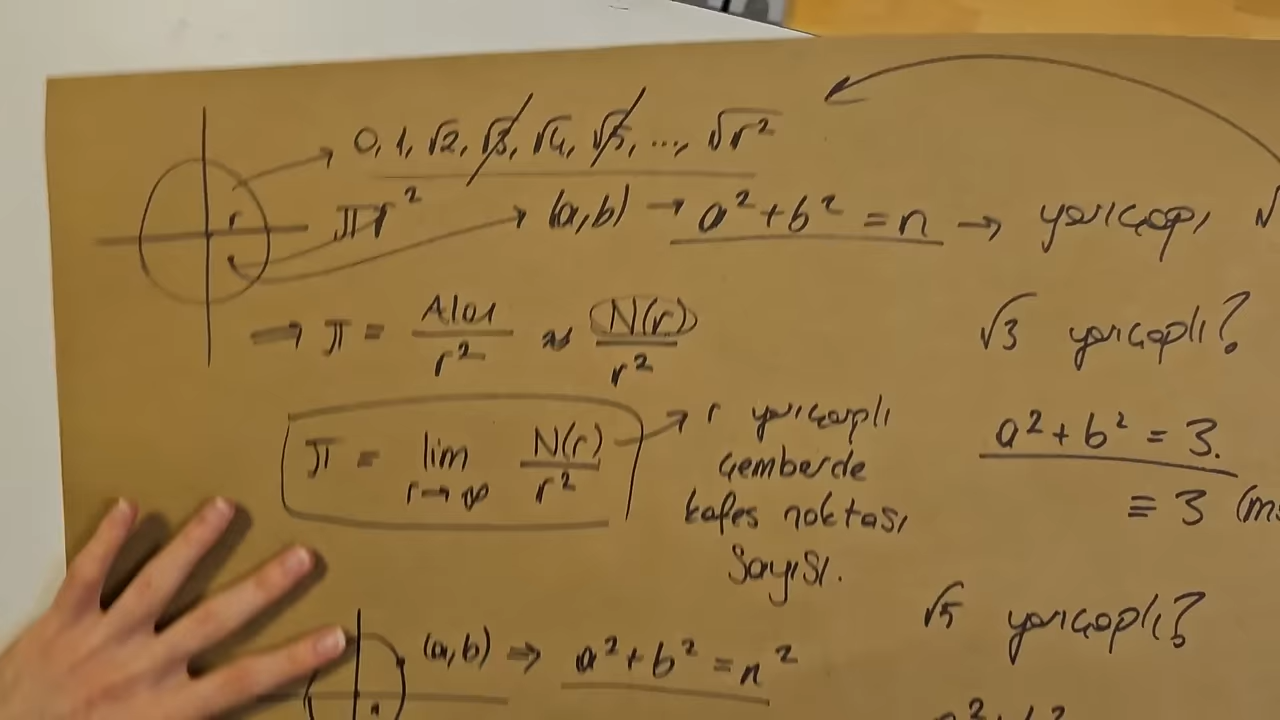 0, 1, √2, √3, √4, √5, ..., √r²
r
πr²
(a,b) → a² + b² = n → yarıçapı √
⇒ π = Alan / r² ≈ N(r) / r²
√3 yarıçaplı?
π = lim r→∞ N(r) / r² → r yarıçaplı
çemberde
kafes noktası
sayısı.
a² + b² = 3.
≡ 3 (m
√5 yarıçaplı?
(a,b) ⇒ a² + b² = n²
n